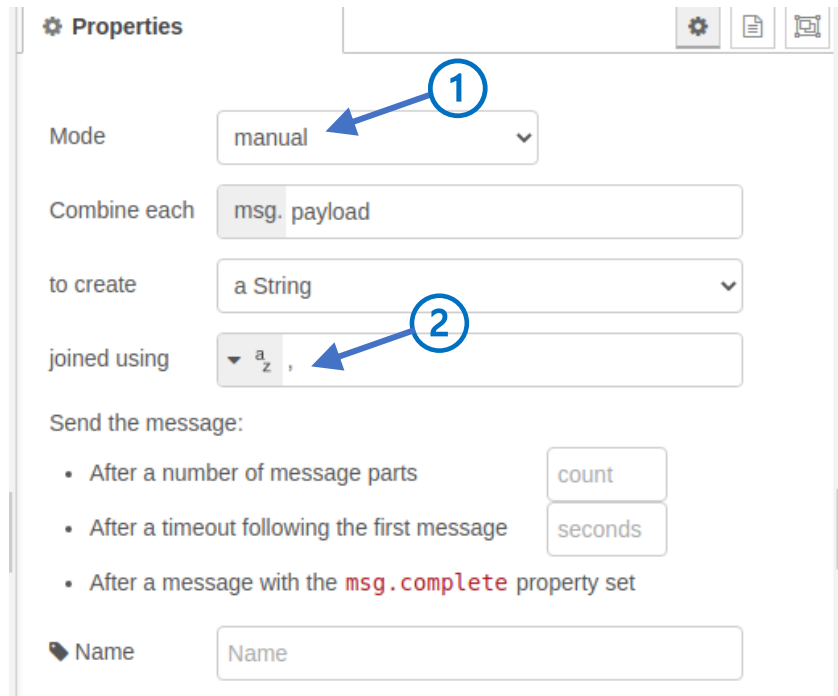 Properties
1
Mode manual
Combine each msg. payload
to create a String
2
joined using a z ,
Send the message:
• After a number of message parts count
• After a timeout following the first message seconds
• After a message with the msg.complete property set
Name Name